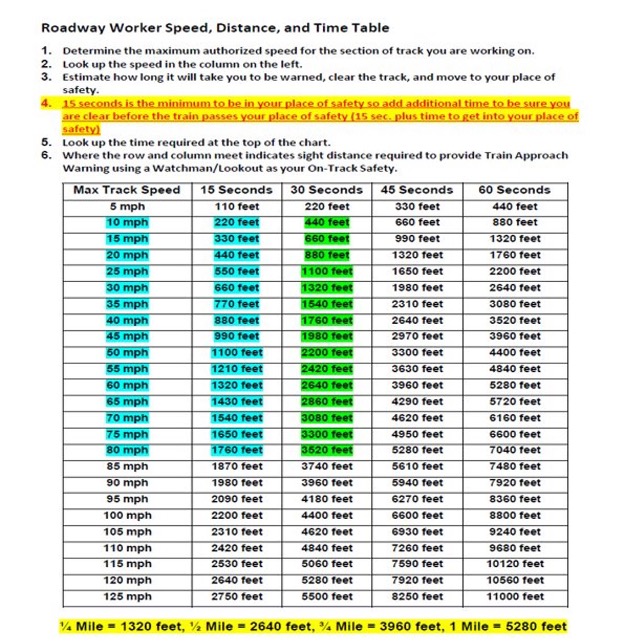 Roadway Worker Speed, Distance, and Time Table
1. Determine the maximum authorized speed for the section of track you are working on.
2. Look up the speed in the column on the left.
3. Estimate how long it will take you to be warned, clear the track, and move to your place of
safety.
4. 15 seconds is the minimum to be in your place of safety so add additional time to be sure you
are clear before the train passes your place of safety (15 sec. plus time to get into your place of
safety)
5. Look up the time required at the top of the chart.
6. Where the row and column meet indicates sight distance required to provide Train Approach
Warning using a Watchman/Lookout as your On-Track Safety.
Max Track Speed 15 Seconds 30 Seconds 45 Seconds 60 Seconds
5 mph 110 feet 220 feet 330 feet 440 feet
10 mph 220 feet 440 feet 660 feet 880 feet
15 mph 330 feet 660 feet 990 feet 1320 feet
20 mph 440 feet 880 feet 1320 feet 1760 feet
25 mph 550 feet 1100 feet 1650 feet 2200 feet
30 mph 660 feet 1320 feet 1980 feet 2640 feet
35 mph 770 feet 1540 feet 2310 feet 3080 feet
40 mph 880 feet 1760 feet 2640 feet 3520 feet
45 mph 990 feet 1980 feet 2970 feet 3960 feet
50 mph 1100 feet 2200 feet 3300 feet 4400 feet
55 mph 1210 feet 2420 feet 3630 feet 4840 feet
60 mph 1320 feet 2640 feet 3960 feet 5280 feet
65 mph 1430 feet 2860 feet 4290 feet 5720 feet
70 mph 1540 feet 3080 feet 4620 feet 6160 feet
75 mph 1650 feet 3300 feet 4950 feet 6600 feet
80 mph 1760 feet 3520 feet 5280 feet 7040 feet
85 mph 1870 feet 3740 feet 5610 feet 7480 feet
90 mph 1980 feet 3960 feet 5940 feet 7920 feet
95 mph 2090 feet 4180 feet 6270 feet 8360 feet
100 mph 2200 feet 4400 feet 6600 feet 8800 feet
105 mph 2310 feet 4620 feet 6930 feet 9240 feet
110 mph 2420 feet 4840 feet 7260 feet 9680 feet
115 mph 2530 feet 5060 feet 7590 feet 10120 feet
120 mph 2640 feet 5280 feet 7920 feet 10560 feet
125 mph 2750 feet 5500 feet 8250 feet 11000 feet
¼ Mile = 1320 feet, ½ Mile = 2640 feet, ¾ Mile = 3960 feet, 1 Mile = 5280 feet